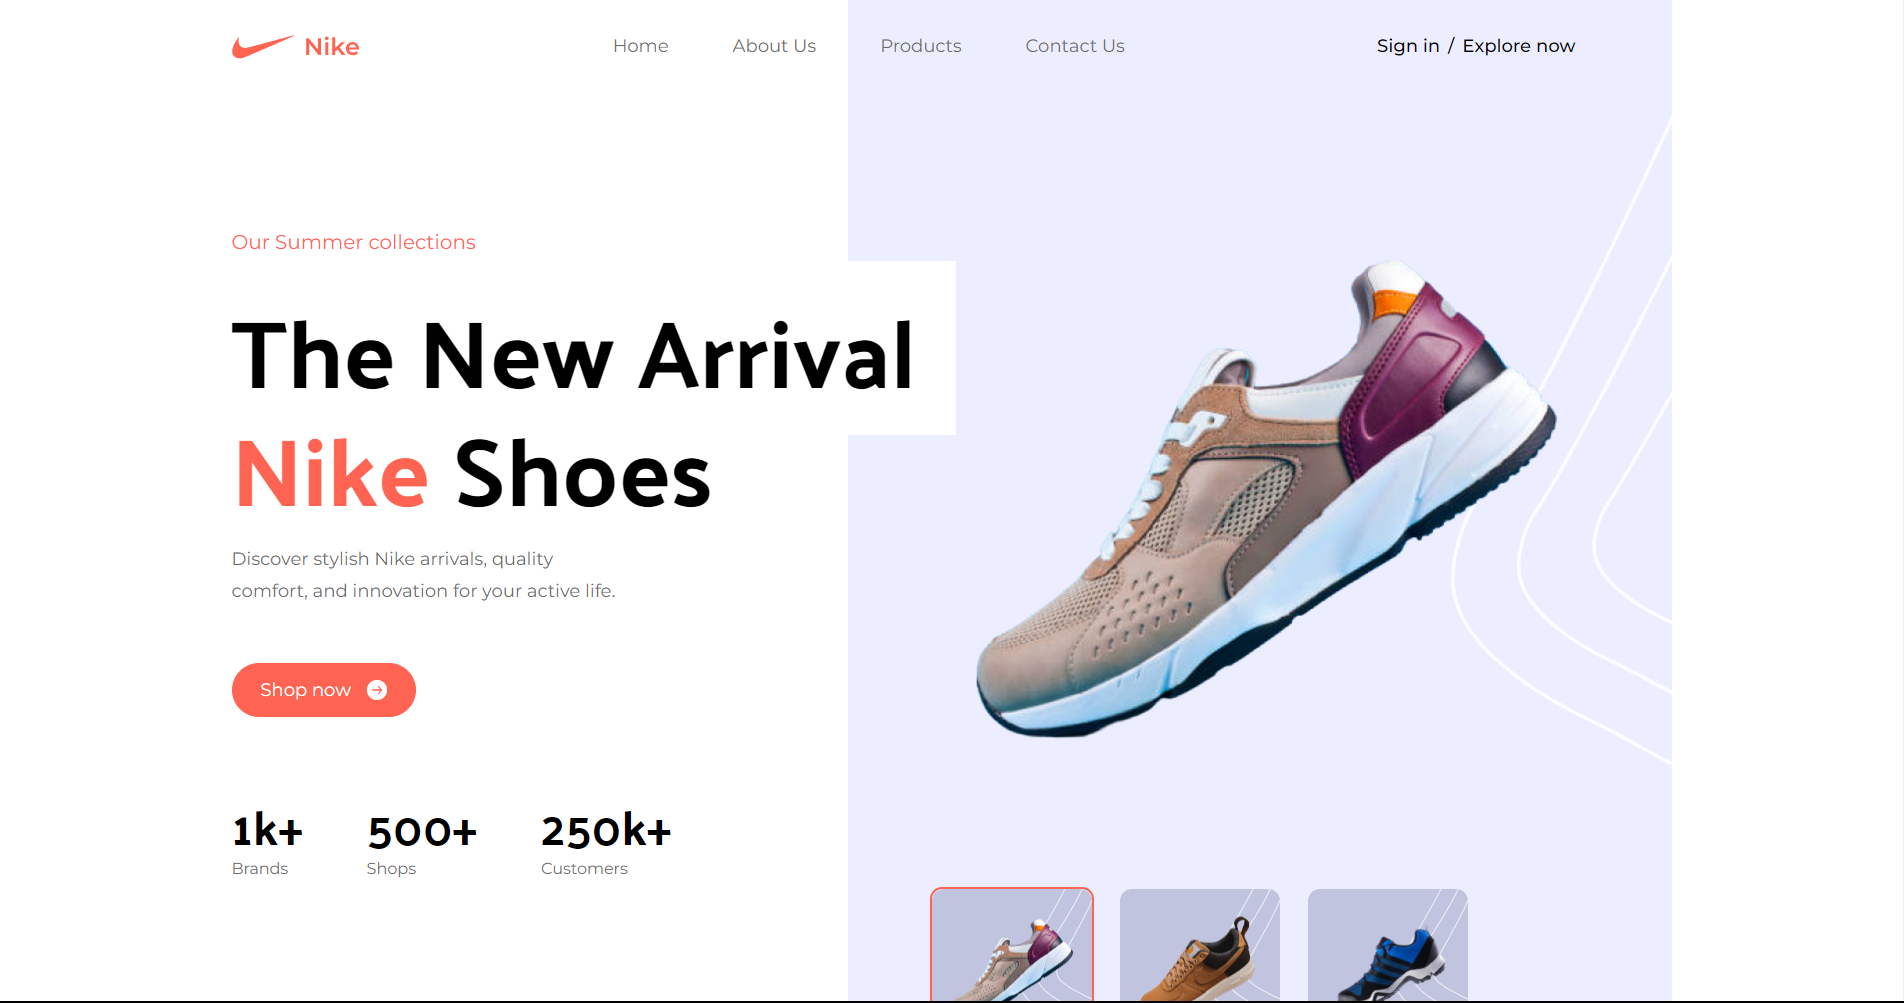 Nike
Home
About Us
Products
Contact Us
Sign in / Explore now
Our Summer collections
The New Arrival
Nike Shoes
Discover stylish Nike arrivals, quality
comfort, and innovation for your active life.
Shop now
1k+
Brands
500+
Shops
250k+
Customers